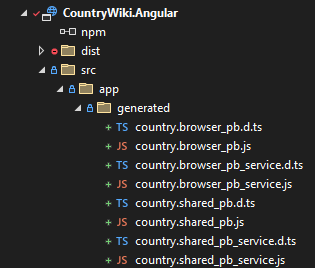 CountryWiki.Angular
npm
dist
src
app
generated
TS country.browser_pb.d.ts
JS country.browser_pb.js
TS country.browser_pb_service.d.ts
JS country.browser_pb_service.js
TS country.shared_pb.d.ts
JS country.shared_pb.js
TS country.shared_pb_service.d.ts
JS country.shared_pb_service.js